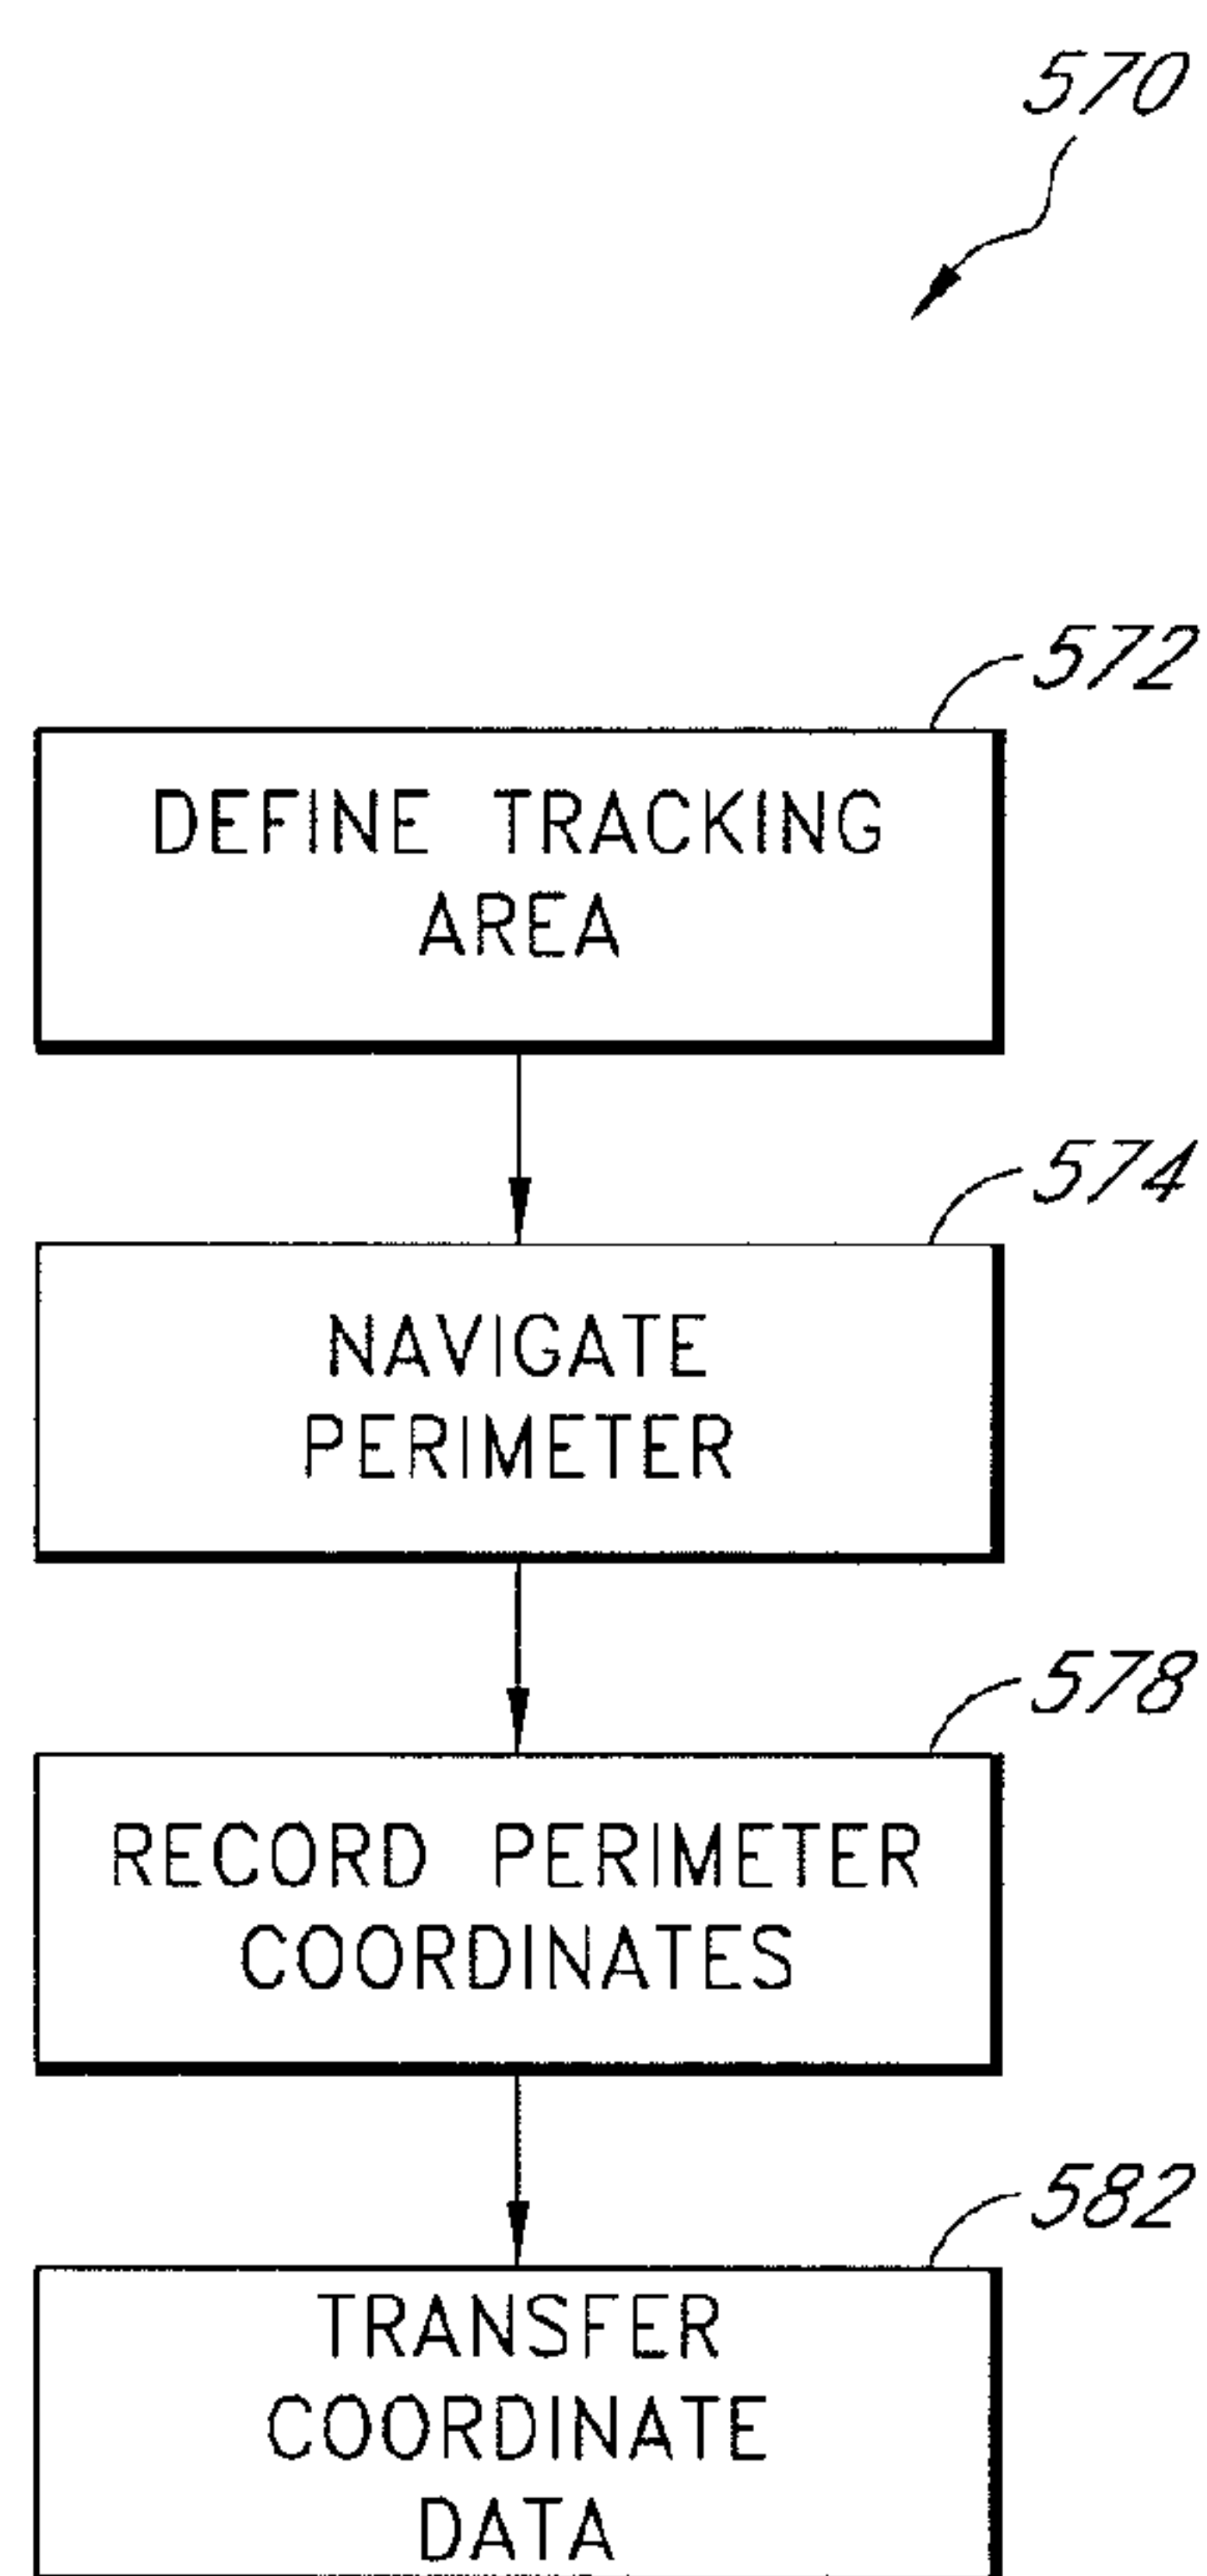 570
572
DEFINE TRACKING
AREA
574
NAVIGATE
PERIMETER
578
RECORD PERIMETER
COORDINATES
582
TRANSFER
COORDINATE
DATA